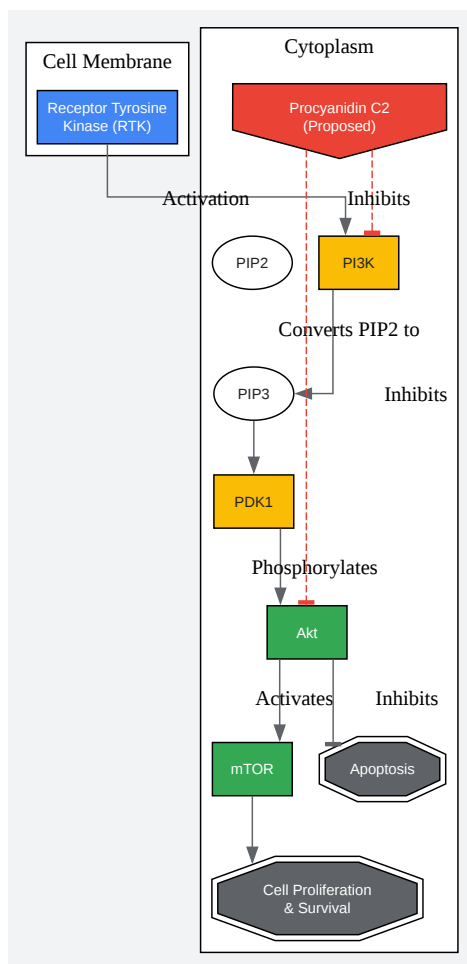 Cytoplasm
Cell Membrane
Receptor Tyrosine
Kinase (RTK)
Procyanidin C2
(Proposed)
Activation
Inhibits
PIP2
PI3K
Converts PIP2 to
PIP3
Inhibits
PDK1
Phosphorylates
Akt
Activates
Inhibits
mTOR
Apoptosis
Cell Proliferation
& Survival